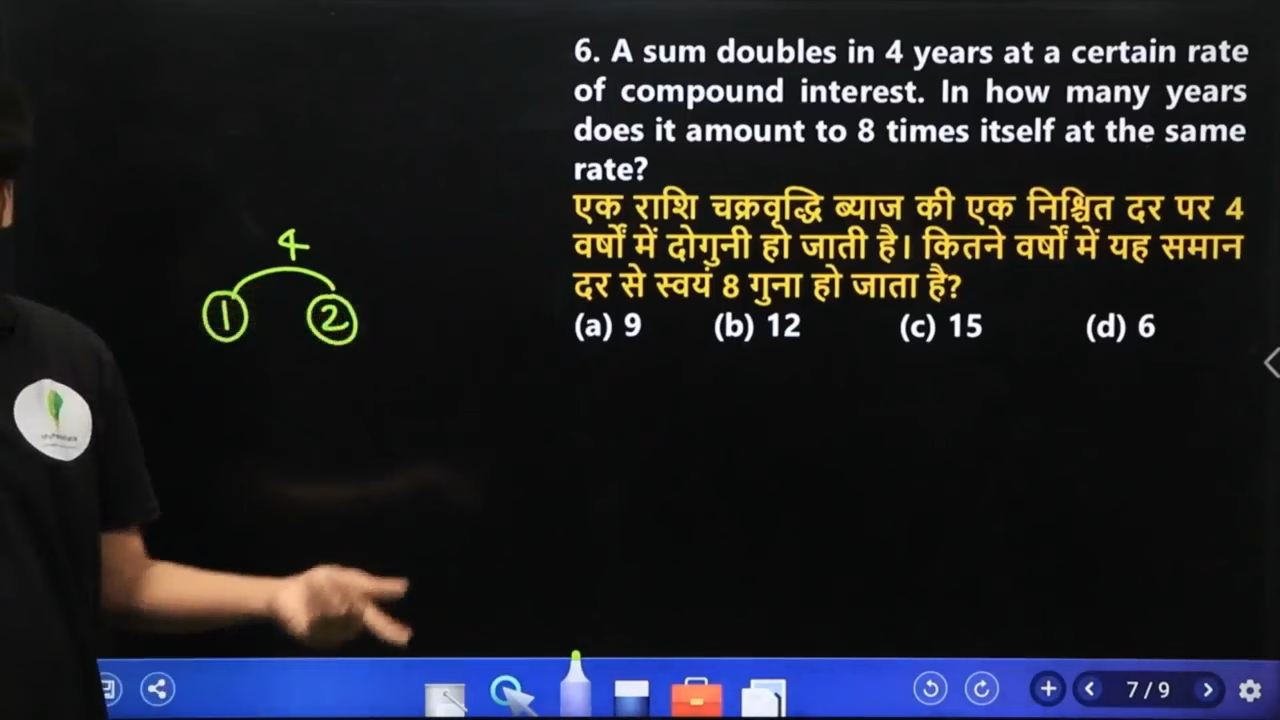 6. A sum doubles in 4 years at a certain rate
of compound interest. In how many years
does it amount to 8 times itself at the same
rate?
एक राशि चक्रवृद्धि ब्याज की एक निश्चित दर पर 4
वर्षों में दोगुनी हो जाती है। कितने वर्षों में यह समान
दर से स्वयं 8 गुना हो जाता है?
(a) 9 (b) 12 (c) 15 (d) 6
4
1 2
7 / 9